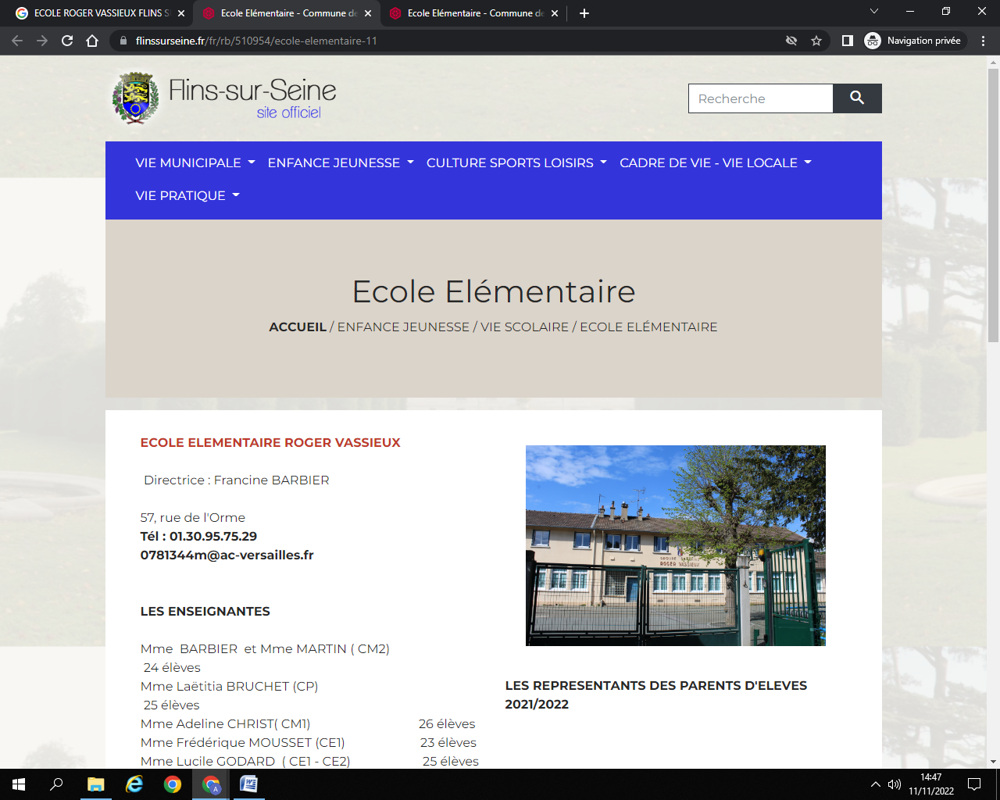 ECOLE ROGER VASSIEUX FLINS S
Ecole Elémentaire - Commune de
Ecole Elémentaire - Commune de
flinssurseine.fr/fr/rb/510954/ecole-elementaire-11
Navigation privée
Flins-sur-Seine
site officiel
Recherche
VIE MUNICIPALE
ENFANCE JEUNESSE
CULTURE SPORTS LOISIRS
CADRE DE VIE - VIE LOCALE
VIE PRATIQUE
Ecole Elémentaire
ACCUEIL / ENFANCE JEUNESSE / VIE SCOLAIRE / ECOLE ELÉMENTAIRE
ECOLE ELEMENTAIRE ROGER VASSIEUX
Directrice : Francine BARBIER
57, rue de l'Orme
Tél : 01.30.95.75.29
0781344m@ac-versailles.fr
LES ENSEIGNANTES
Mme BARBIER et Mme MARTIN ( CM2)
24 élèves
Mme Laëtitia BRUCHET (CP)
25 élèves
Mme Adeline CHRIST( CM1) 26 élèves
Mme Frédérique MOUSSET (CE1) 23 élèves
Mme Lucile GODARD ( CE1 - CE2) 25 élèves
ROGER VASSIEUX
LES REPRESENTANTS DES PARENTS D'ELEVES
2021/2022
14:47
11/11/2022